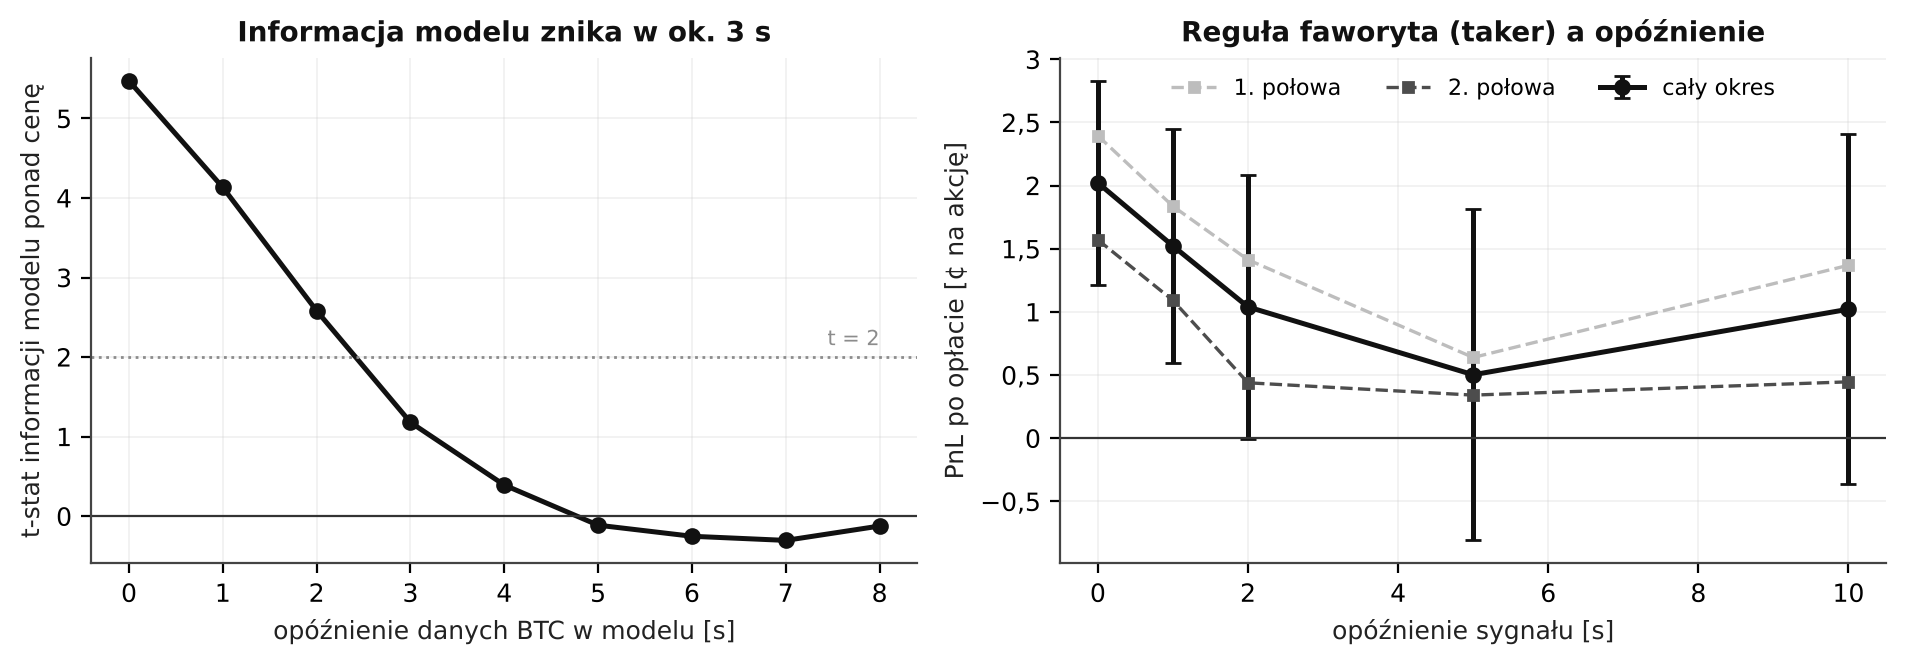 Informacja modelu znika w ok. 3 s
t-stat informacji modelu ponad cenę
5
4
3
2
1
0
t = 2
0 1 2 3 4 5 6 7 8
opóźnienie danych BTC w modelu [s]
Reguła faworyta (taker) a opóźnienie
1. połowa 2. połowa cały okres
PnL po opłacie [¢ na akcję]
3
2,5
2
1,5
1
0,5
0
−0,5
0 2 4 6 8 10
opóźnienie sygnału [s]